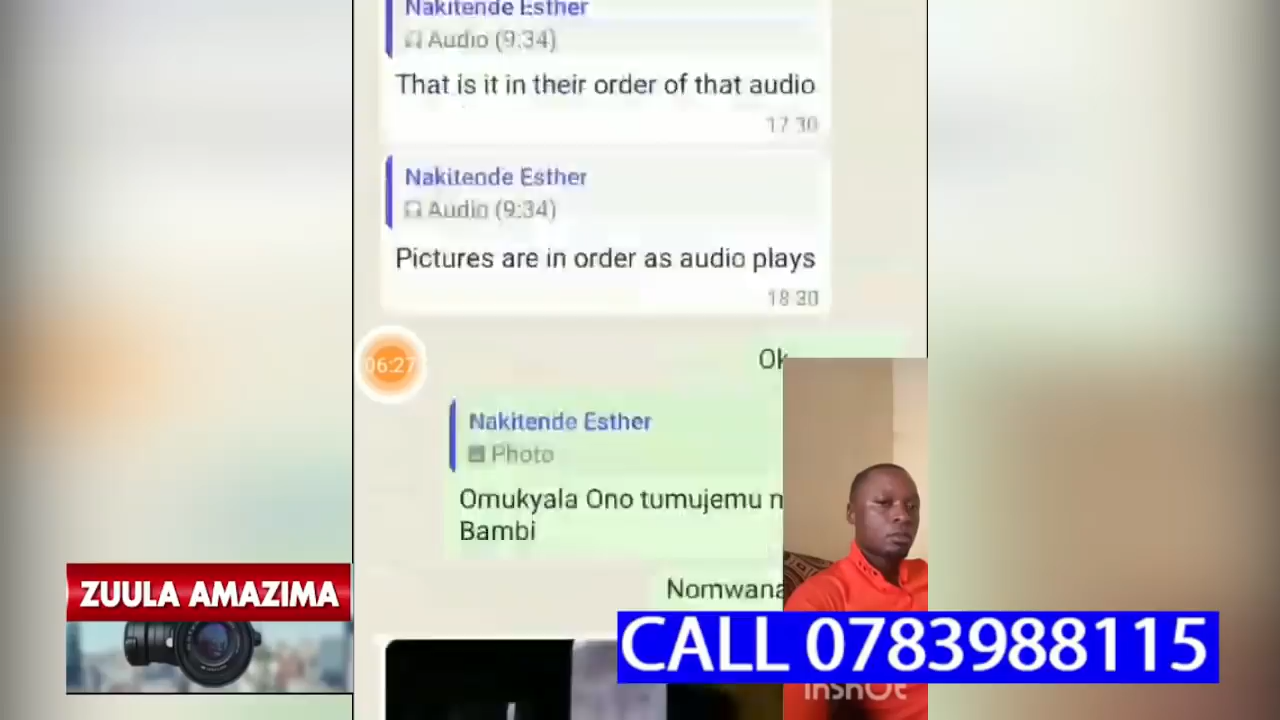 Nakitende Esther
Audio (9:34)
That is it in their order of that audio
17 30
Nakitende Esther
Audio (9:34)
Pictures are in order as audio plays
18 30
Ok
06:27
Nakitende Esther
Photo
Omukyala Ono tumujemu
Bambi
Nomwana
ZUULA AMAZIMA
CALL 0783988115
InShOt